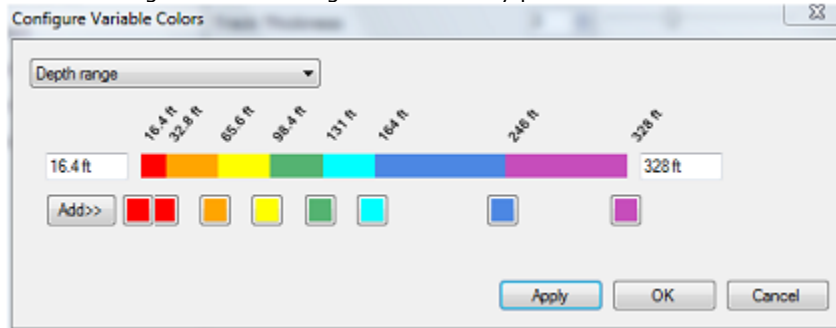 Configure Variable Colors
Depth range
16.4 ft
32.8 ft
65.6 ft
98.4 ft
131 ft
164 ft
246 ft
328 ft
16.4 ft
328 ft
Add>>
Apply
OK
Cancel